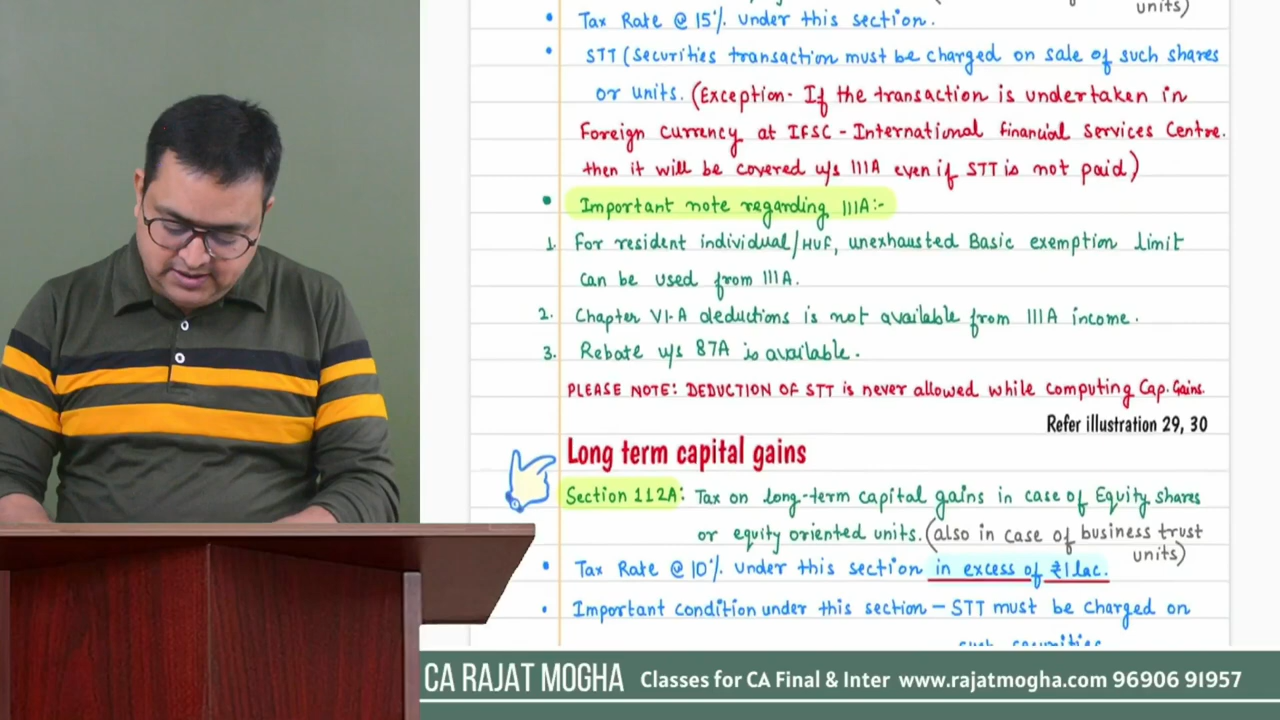 units)
• Tax Rate @ 15%. under this section.
• STT (securities transaction must be charged on sale of such shares
or units. (Exception- If the transaction is undertaken in
Foreign currency at IFSC - International financial services Centre.
then it will be covered u/s 111A even if STT is not paid)
• Important note regarding 111A:-
1. For resident individual/HUF, unexhausted Basic exemption limit
can be used from 111A.
2. Chapter VI-A deductions is not available from 111A income.
3. Rebate u/s 87A is available.
PLEASE NOTE: DEDUCTION OF STT is never allowed while computing Cap. Gains.
Refer illustration 29, 30
Long term capital gains
Section 112A: Tax on long-term capital gains in case of Equity shares
or equity oriented units. (also in case of business trust
units)
• Tax Rate @ 10%. under this section in excess of ₹1 lac.
• Important condition under this section - STT must be charged on
CA RAJAT MOGHA Classes for CA Final & Inter www.rajatmogha.com 96906 91957